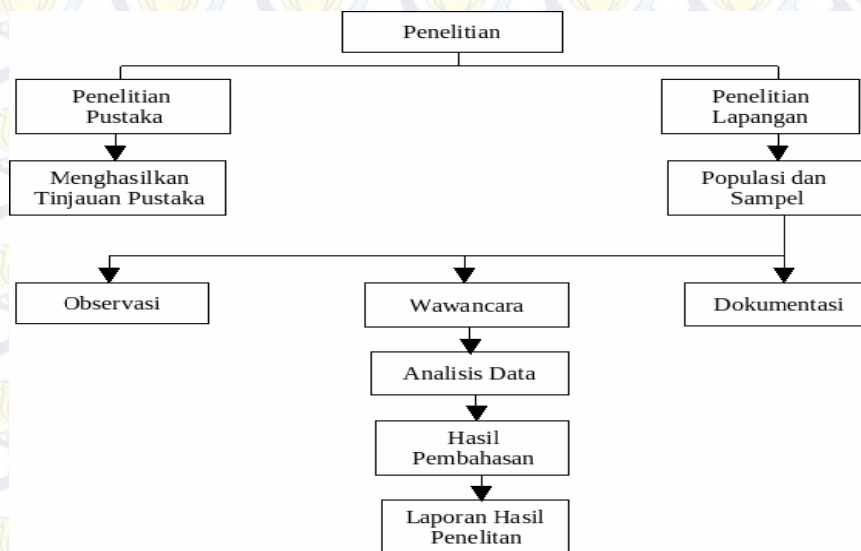 Penelitian
Penelitian
Pustaka
Penelitian
Lapangan
Menghasilkan
Tinjauan Pustaka
Populasi dan
Sampel
Observasi
Wawancara
Dokumentasi
Analisis Data
Hasil
Pembahasan
Laporan Hasil
Penelitan